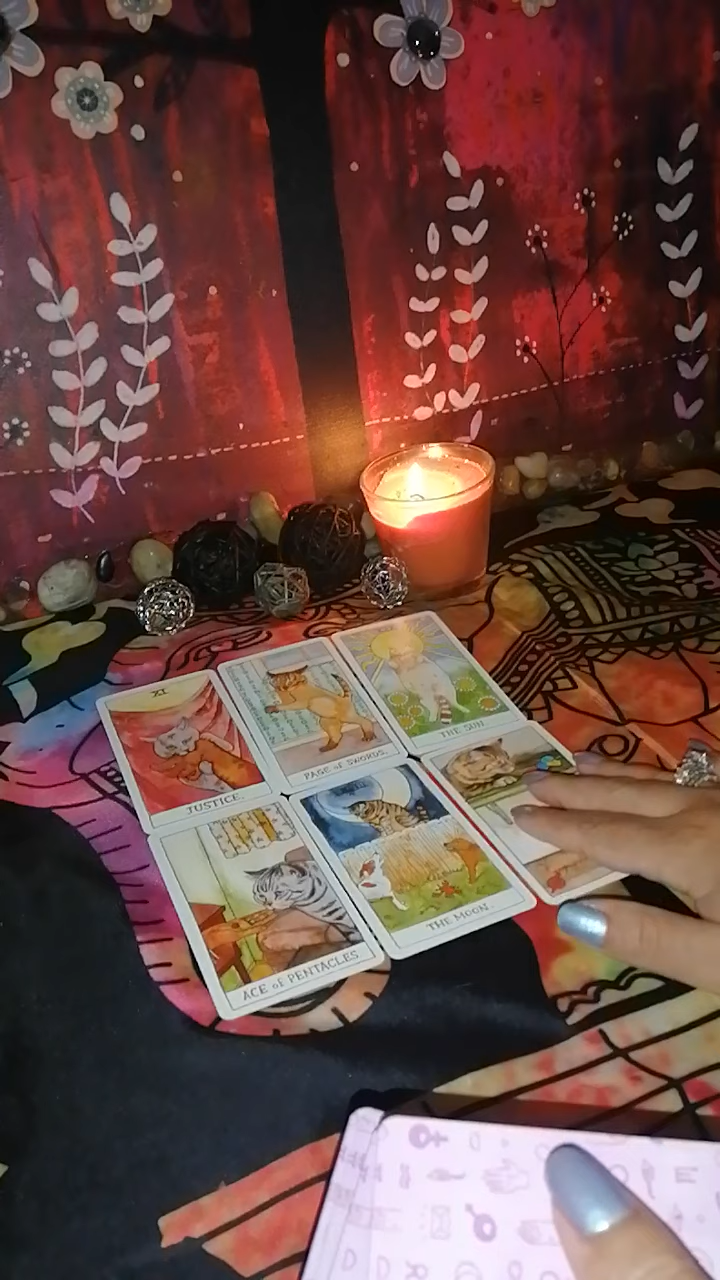 XI
JUSTICE.
PAGE of SWORDS.
THE SUN.
ACE of PENTACLES
THE MOON.